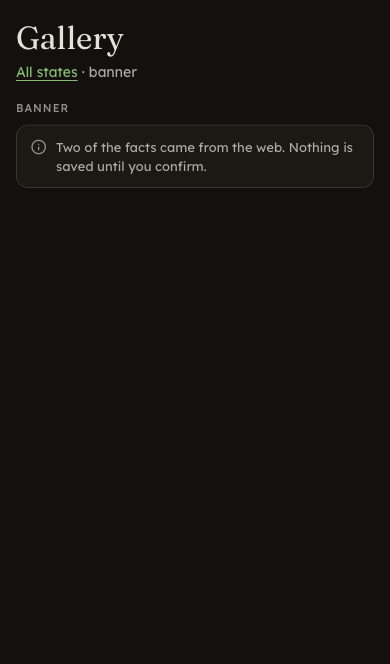 Gallery
All states · banner
BANNER
Two of the facts came from the web. Nothing is
saved until you confirm.